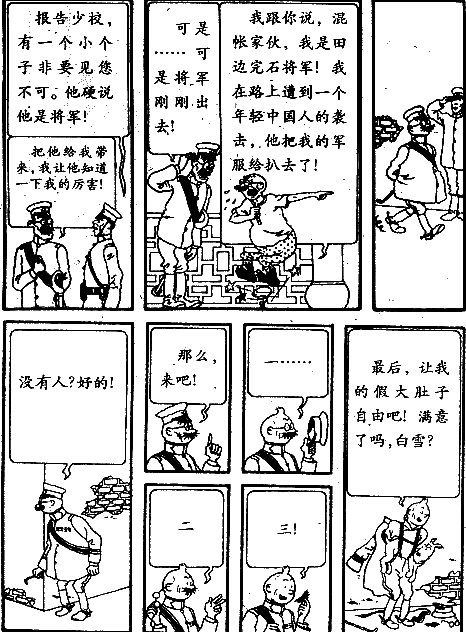 报告少校，
有一个小个
子非要见您
不可。他硬说
他是将军！
把他给我带
来，我让他知道
一下我的厉害！
可是
……可
是将军
刚刚出
去！
我跟你说，混
帐家伙，我是田
边完石将军！我
在路上遭到一个
年轻中国人的袭
击，他把我的军
服给扒去了！
没有人？好的！
那么，
来吧！
一……
二
三！
最后，让我
的假大肚子
自由吧！满意
了吗，白雪？